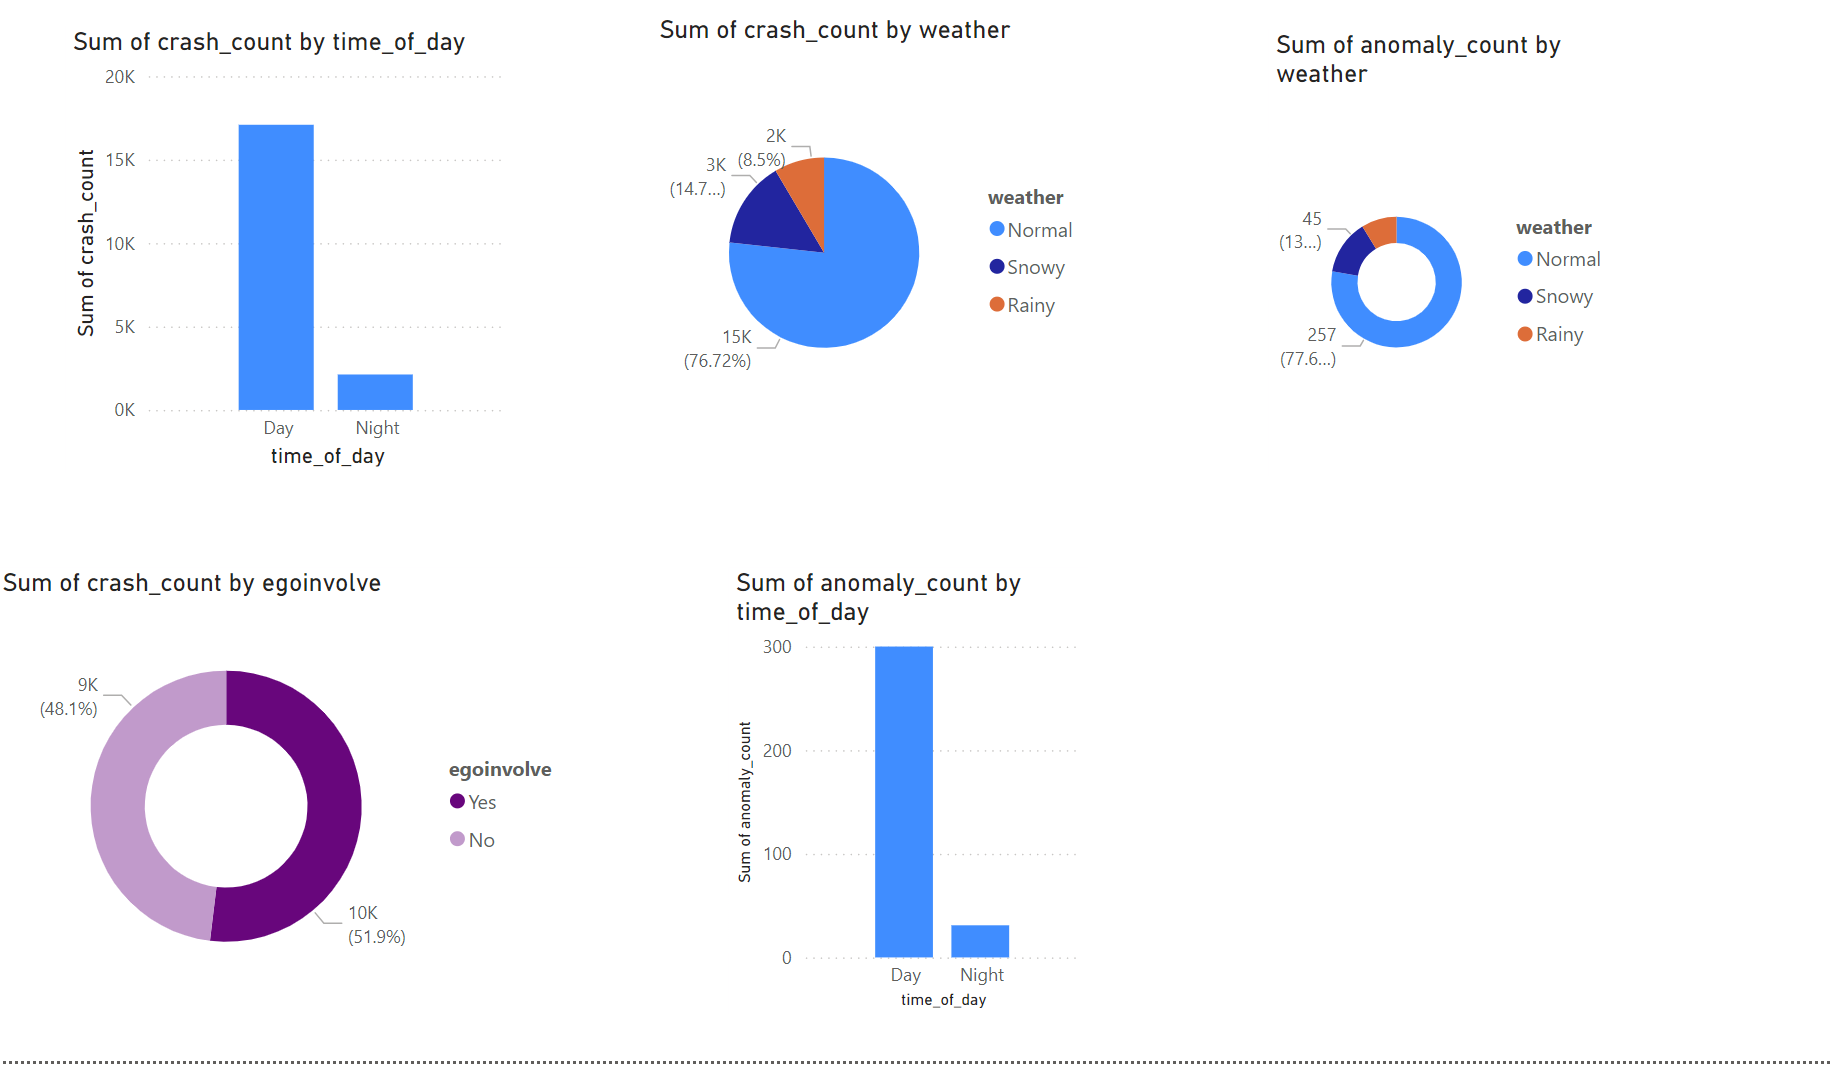 Sum of crash_count by time_of_day
20K
15K
10K
5K
0K
Sum of crash_count
Day
Night
time_of_day
Sum of crash_count by weather
2K
(8.5%)
3K
(14.7...)
15K
(76.72%)
weather
Normal
Snowy
Rainy
Sum of anomaly_count by
weather
45
(13...)
257
(77.6...)
weather
Normal
Snowy
Rainy
Sum of crash_count by egoinvolve
9K
(48.1%)
10K
(51.9%)
egoinvolve
Yes
No
Sum of anomaly_count by
time_of_day
300
200
100
0
Sum of anomaly_count
Day
Night
time_of_day